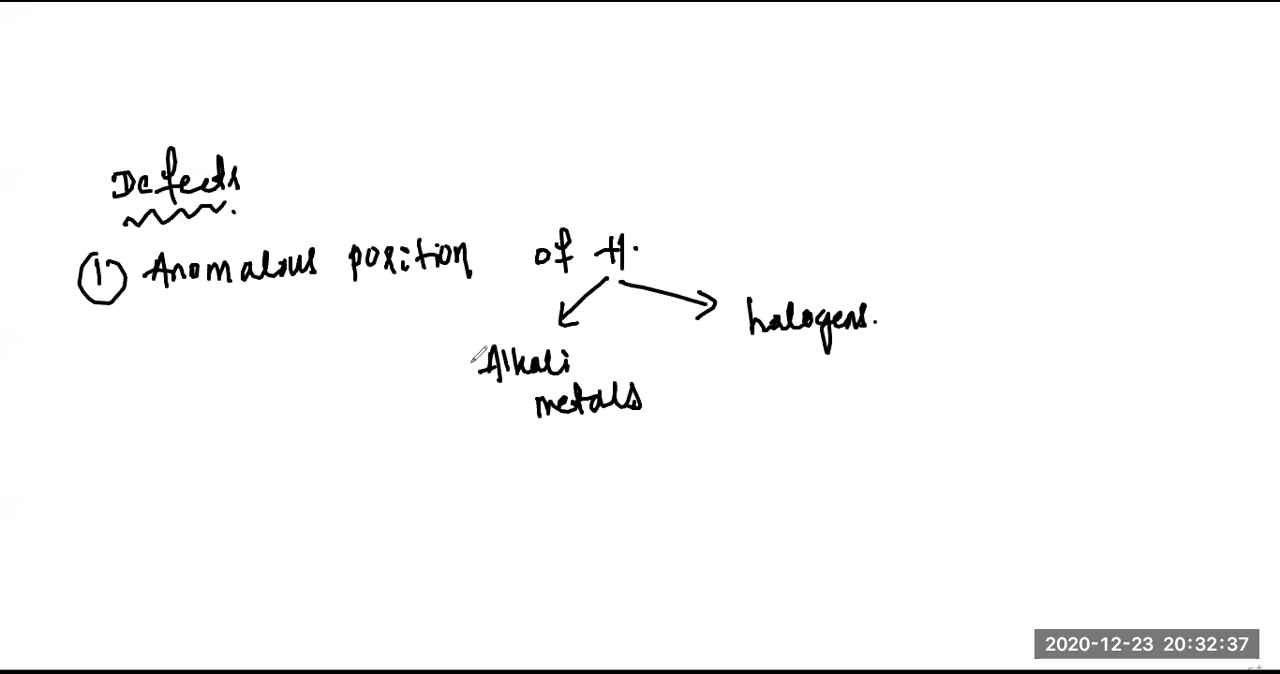 Defects
① Anomalous position of H.
halogens.
Alkali
metals
2020-12-23 20:32:37